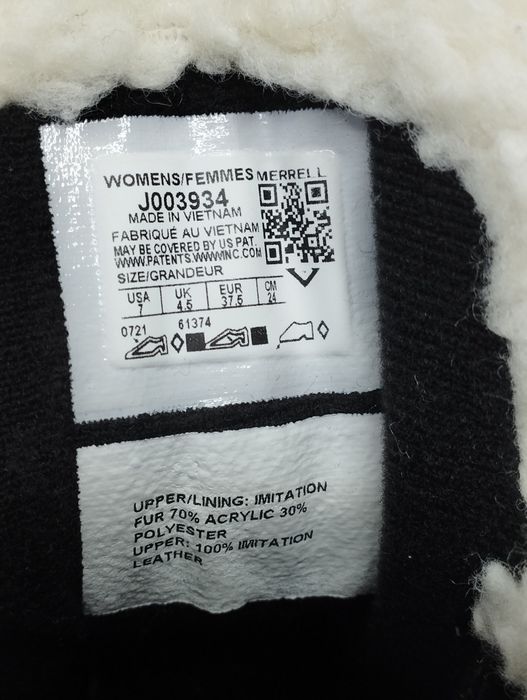 WOMENS/FEMMES MERRELL
J003934
MADE IN VIETNAM
FABRIQUÉ AU VIETNAM
MAY BE COVERED BY US PAT.
WWW.PATENTS.WWWINC.COM
SIZE/GRANDEUR
USA UK EUR CM
7 4.5 37.5 24
0721 61374
UPPER/LINING: IMITATION
FUR 70% ACRYLIC 30%
POLYESTER
UPPER: 100% IMITATION
LEATHER